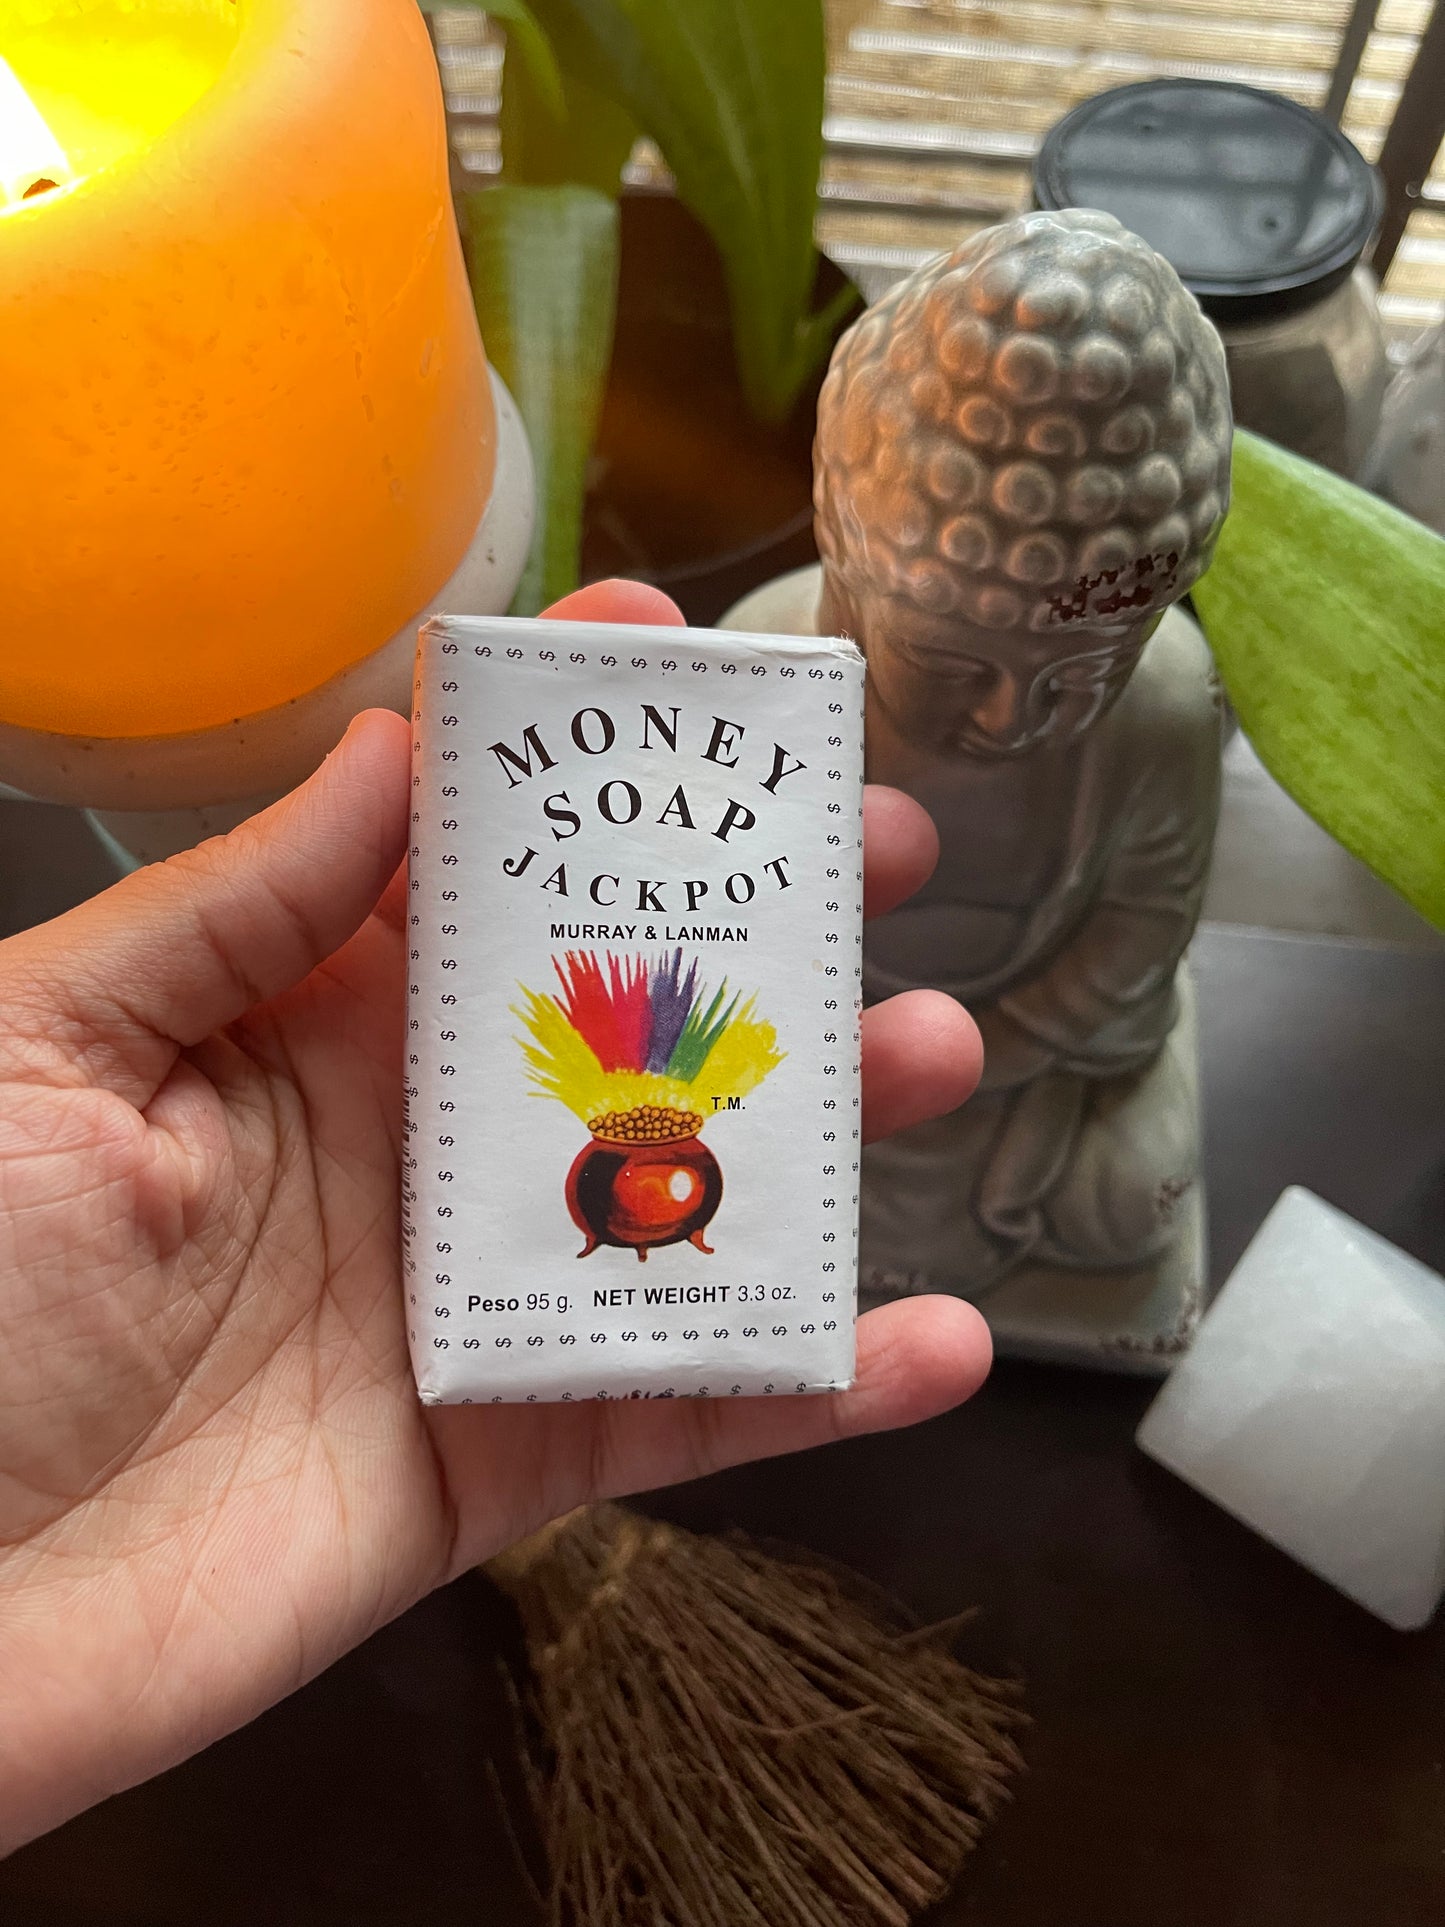 MONEY
SOAP
JACKPOT
MURRAY & LANMAN
T.M.
Peso 95 g. NET WEIGHT 3.3 oz.